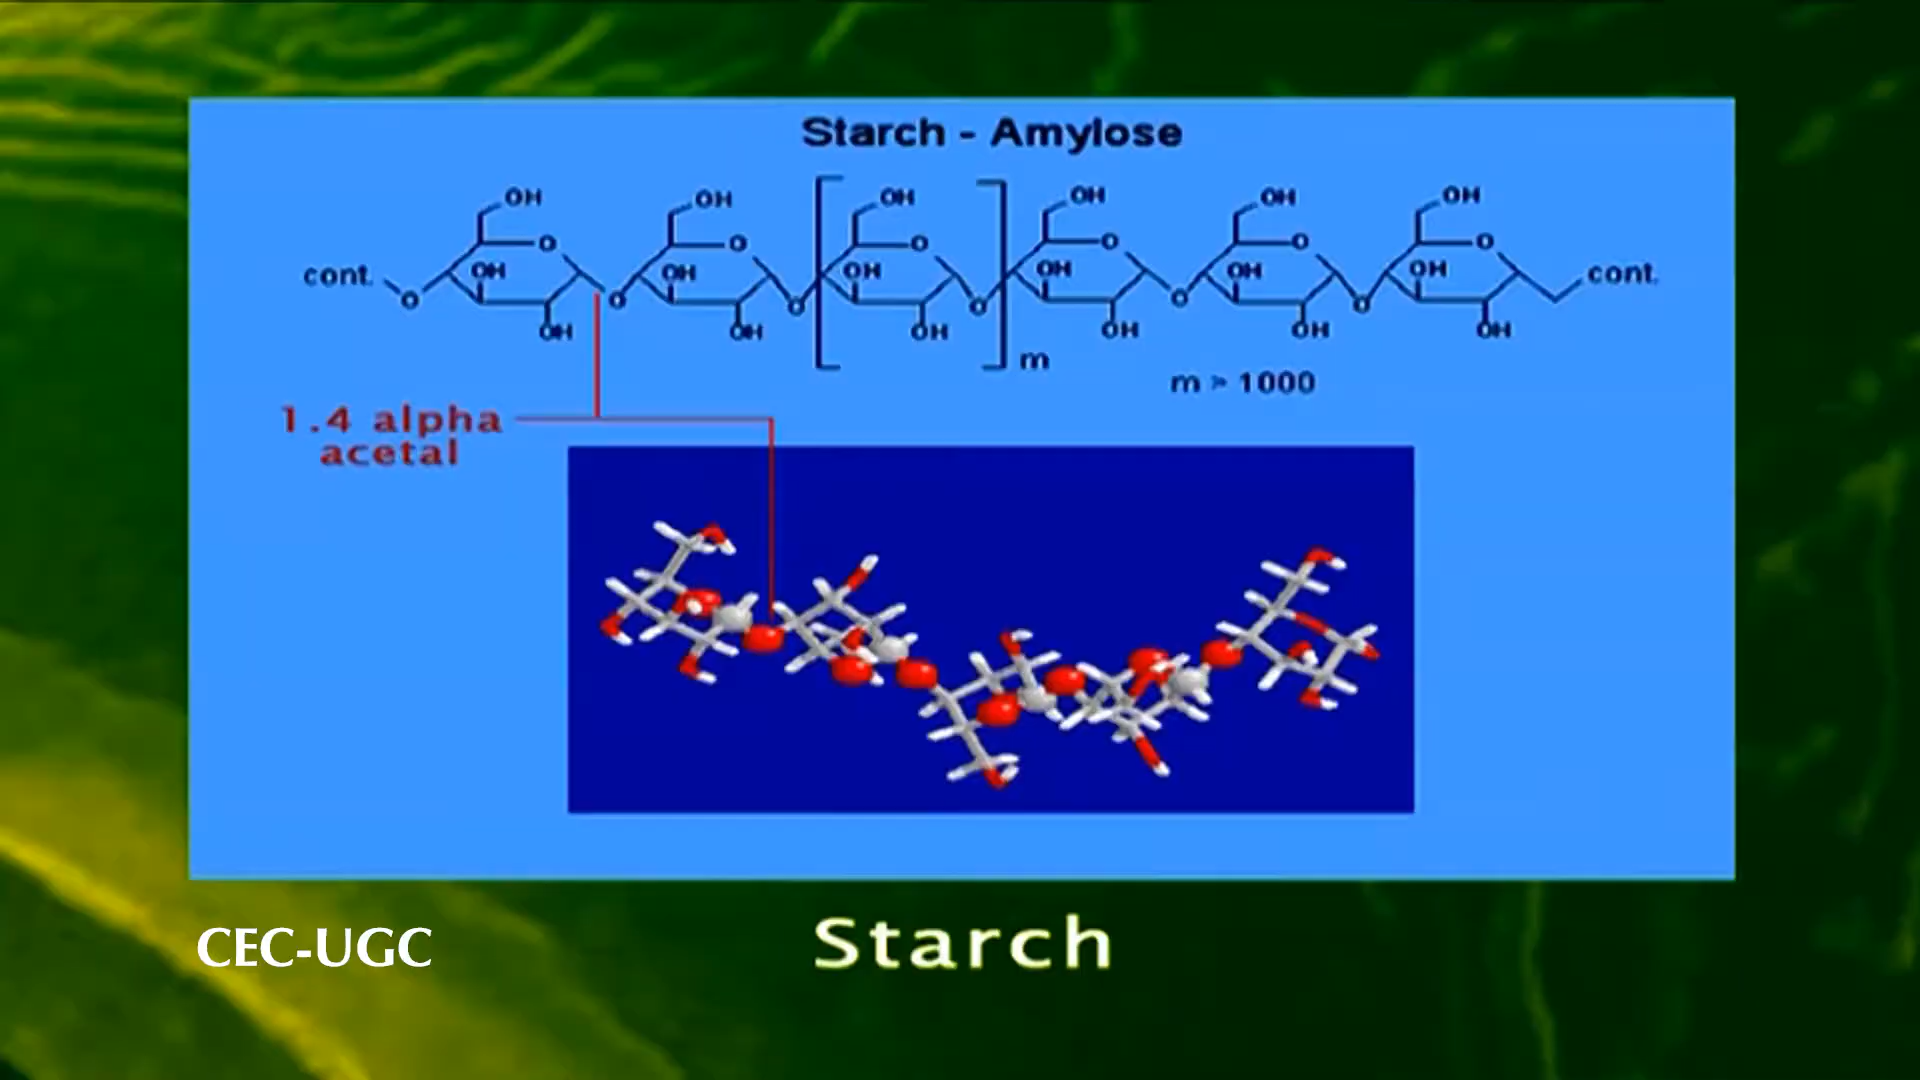 Starch - Amylose
OH OH OH OH OH OH
O O O O O O
cont. OH OH OH OH OH OH cont.
O O O O O O
OH OH OH OH OH OH
m
m > 1000
1.4 alpha
acetal
CEC-UGC
Starch